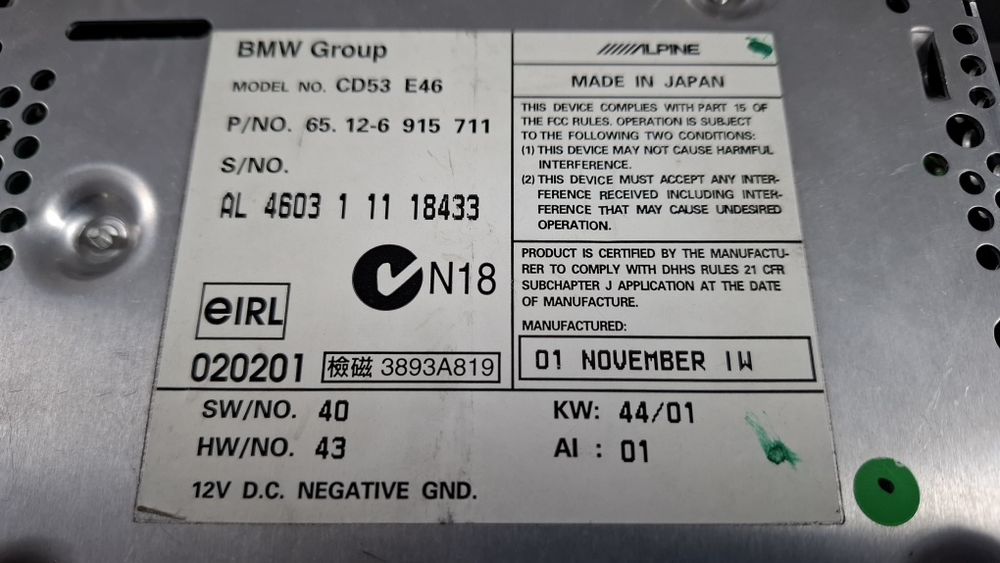 BMW Group
MODEL NO. CD53 E46
P/NO. 65. 12-6 915 711
S/NO.
AL 4603 1 11 18433
N18
eIRL
020201
檢磁 3893A819
ALPINE
MADE IN JAPAN
THIS DEVICE COMPLIES WITH PART 15 OF
THE FCC RULES. OPERATION IS SUBJECT
TO THE FOLLOWING TWO CONDITIONS:
(1) THIS DEVICE MAY NOT CAUSE HARMFUL
INTERFERENCE.
(2) THIS DEVICE MUST ACCEPT ANY INTER-
FERENCE RECEIVED INCLUDING INTER-
FERENCE THAT MAY CAUSE UNDESIRED
OPERATION.
PRODUCT IS CERTIFIED BY THE MANUFACTU-
RER TO COMPLY WITH DHHS RULES 21 CFR
SUBCHAPTER J APPLICATION AT THE DATE
OF MANUFACTURE.
MANUFACTURED:
01 NOVEMBER IW
SW/NO. 40
HW/NO. 43
12V D.C. NEGATIVE GND.
KW: 44/01
AI : 01